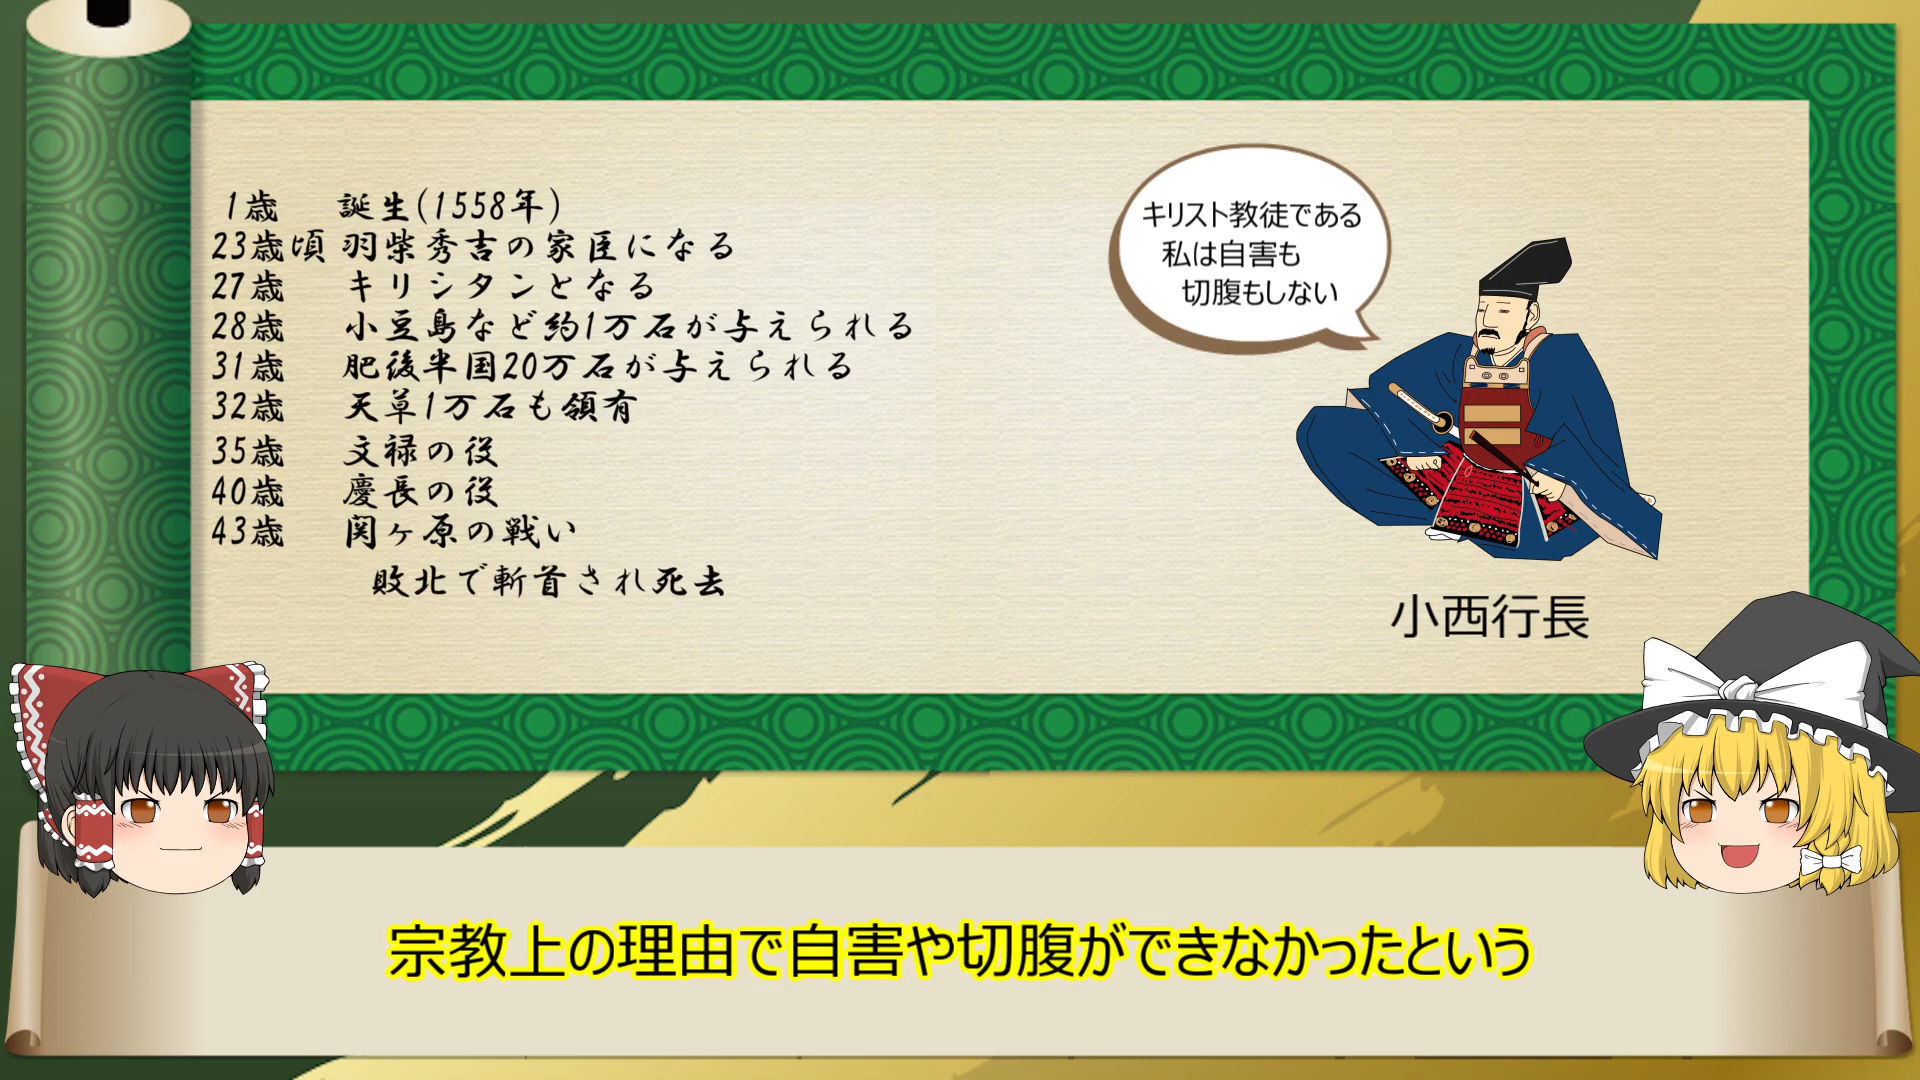 1歳 誕生(1558年)
23歳頃 羽柴秀吉の家臣になる
27歳 キリシタンとなる
28歳 小豆島など約1万石が与えられる
31歳 肥後半国20万石が与えられる
32歳 天草1万石も領有
35歳 文禄の役
40歳 慶長の役
43歳 関ヶ原の戦い
敗北で斬首され死去
キリスト教徒である
私は自害も
切腹もしない
小西行長
宗教上の理由で自害や切腹ができなかったという